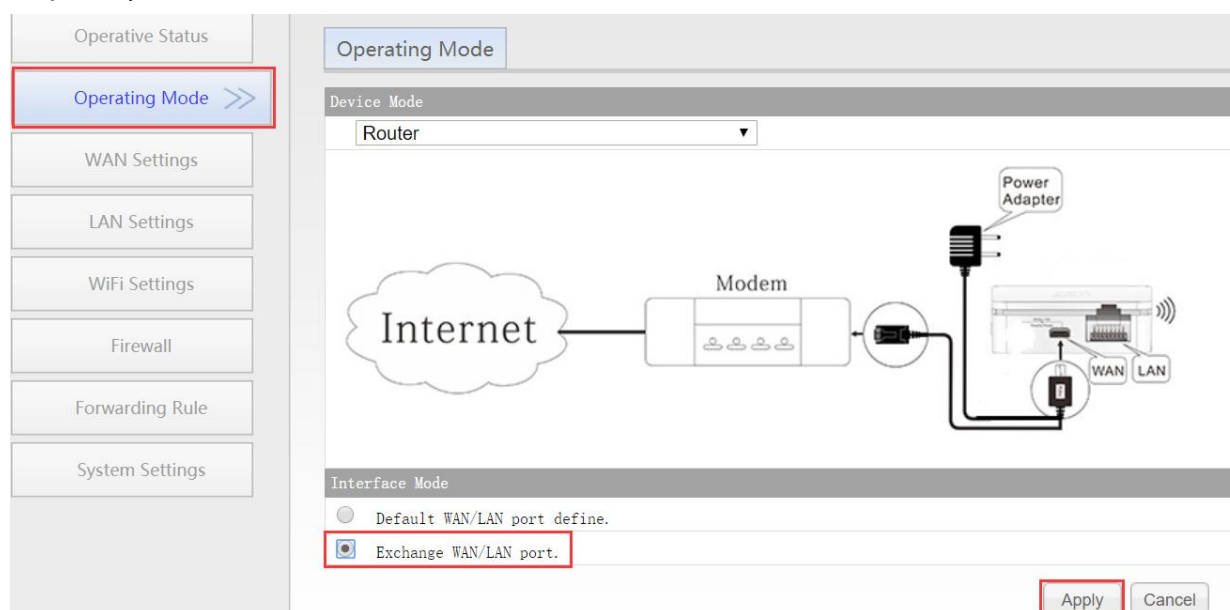 Operative Status
Operating Mode
WAN Settings
LAN Settings
WiFi Settings
Firewall
Forwarding Rule
System Settings
Operating Mode
Device Mode
Router
Power
Adapter
Modem
Internet
WAN
LAN
Interface Mode
Default WAN/LAN port define.
Exchange WAN/LAN port.
Apply
Cancel